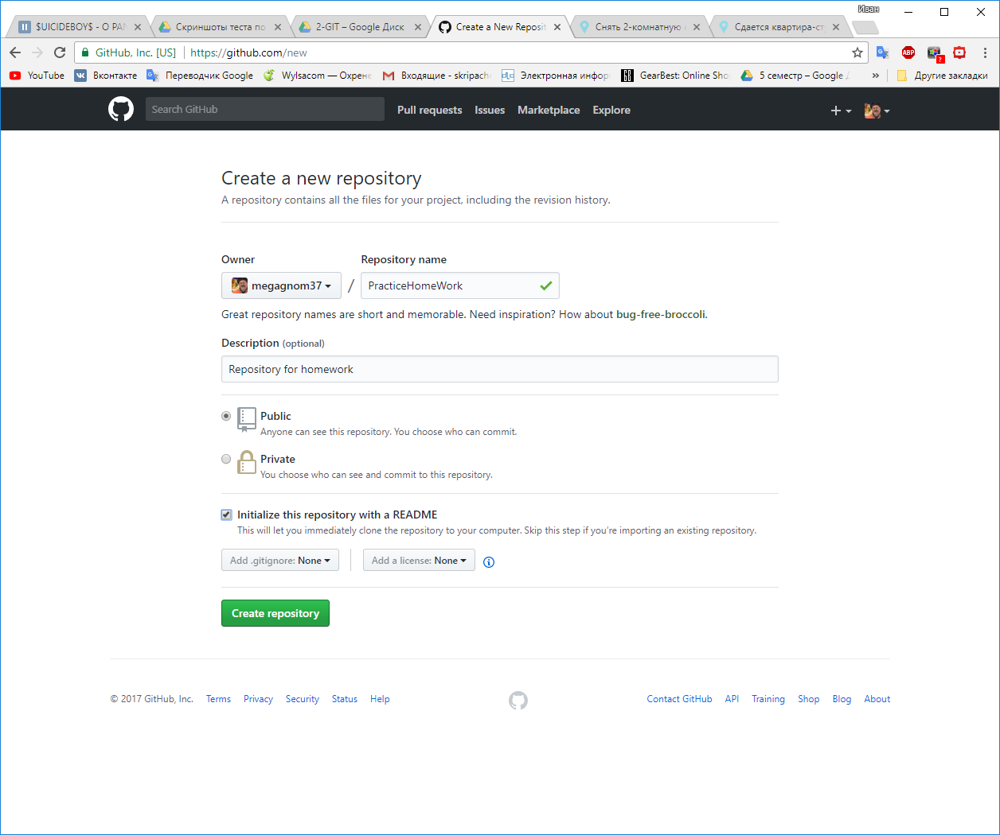 Иван
$UICIDEBOY$ - O PAN
Скриншоты теста по
2-GIT – Google Диск
Create a New Reposit
Снять 2-комнатную
Сдается квартира-ст
GitHub, Inc. [US] https://github.com/new
ABP
?
YouTube
Вконтакте
Переводчик Google
Wylsacom — Охрене
Входящие - skripach
Электронная инфор
GearBest: Online Sho
5 семестр – Google Д
»
Другие закладки
Search GitHub
Pull requests Issues Marketplace Explore
Create a new repository
A repository contains all the files for your project, including the revision history.
Owner Repository name
megagnom37 / PracticeHomeWork
Great repository names are short and memorable. Need inspiration? How about bug-free-broccoli.
Description (optional)
Repository for homework
Public
Anyone can see this repository. You choose who can commit.
Private
You choose who can see and commit to this repository.
Initialize this repository with a README
This will let you immediately clone the repository to your computer. Skip this step if you’re importing an existing repository.
Add .gitignore: None Add a license: None
Create repository
© 2017 GitHub, Inc. Terms Privacy Security Status Help Contact GitHub API Training Shop Blog About